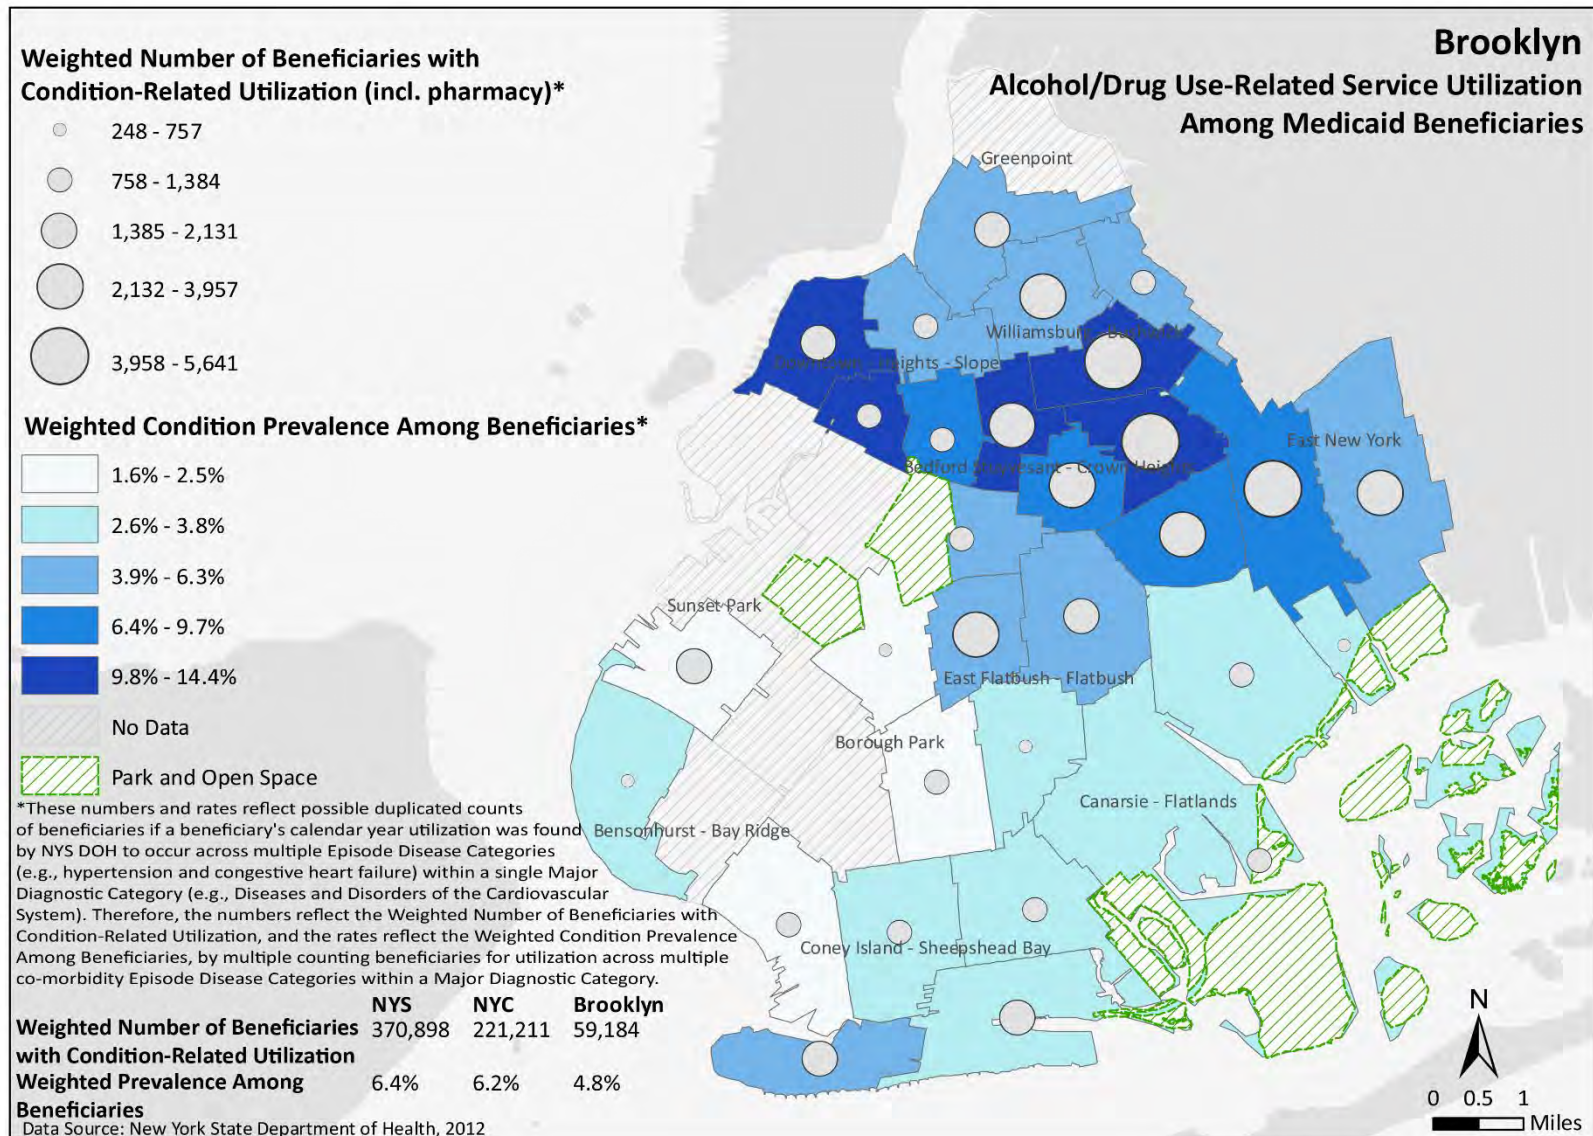 Brooklyn
Alcohol/Drug Use-Related Service Utilization
Among Medicaid Beneficiaries
Weighted Number of Beneficiaries with
Condition-Related Utilization (incl. pharmacy)*
248 - 757
758 - 1,384
1,385 - 2,131
2,132 - 3,957
3,958 - 5,641
Weighted Condition Prevalence Among Beneficiaries*
1.6% - 2.5%
2.6% - 3.8%
3.9% - 6.3%
6.4% - 9.7%
9.8% - 14.4%
No Data
Park and Open Space
*These numbers and rates reflect possible duplicated counts
of beneficiaries if a beneficiary's calendar year utilization was found
by NYS DOH to occur across multiple Episode Disease Categories
(e.g., hypertension and congestive heart failure) within a single Major
Diagnostic Category (e.g., Diseases and Disorders of the Cardiovascular
System). Therefore, the numbers reflect the Weighted Number of Beneficiaries with
Condition-Related Utilization, and the rates reflect the Weighted Condition Prevalence
Among Beneficiaries, by multiple counting beneficiaries for utilization across multiple
co-morbidity Episode Disease Categories within a Major Diagnostic Category.
NYS NYC Brooklyn
Weighted Number of Beneficiaries 370,898 221,211 59,184
with Condition-Related Utilization
Weighted Prevalence Among 6.4% 6.2% 4.8%
Beneficiaries
Data Source: New York State Department of Health, 2012
Greenpoint
Williamsburg - Bushwick
Downtown - Heights - Slope
East New York
Bedford Stuyvesant - Crown Heights
Sunset Park
East Flatbush - Flatbush
Borough Park
Canarsie - Flatlands
Bensonhurst - Bay Ridge
Coney Island - Sheepshead Bay
N
0 0.5 1
Miles